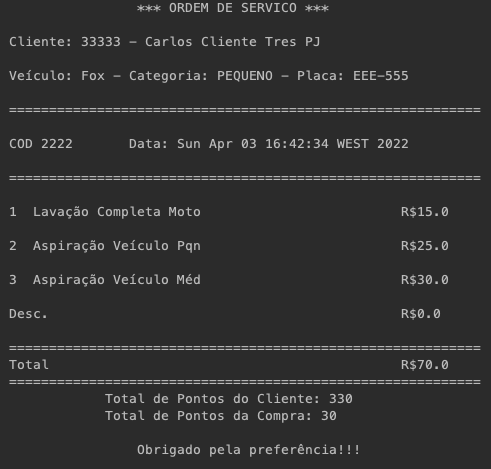 *** ORDEM DE SERVICO ***
Cliente: 33333 - Carlos Cliente Tres PJ
Veículo: Fox - Categoria: PEQUENO - Placa: EEE-555
===========================================================
COD 2222       Data: Sun Apr 03 16:42:34 WEST 2022
===========================================================
1  Lavação Completa Moto                         R$15.0
2  Aspiração Veículo Pqn                         R$25.0
3  Aspiração Veículo Méd                         R$30.0
Desc.                                            R$0.0
===========================================================
Total                                            R$70.0
===========================================================
Total de Pontos do Cliente: 330
Total de Pontos da Compra: 30
Obrigado pela preferência!!!